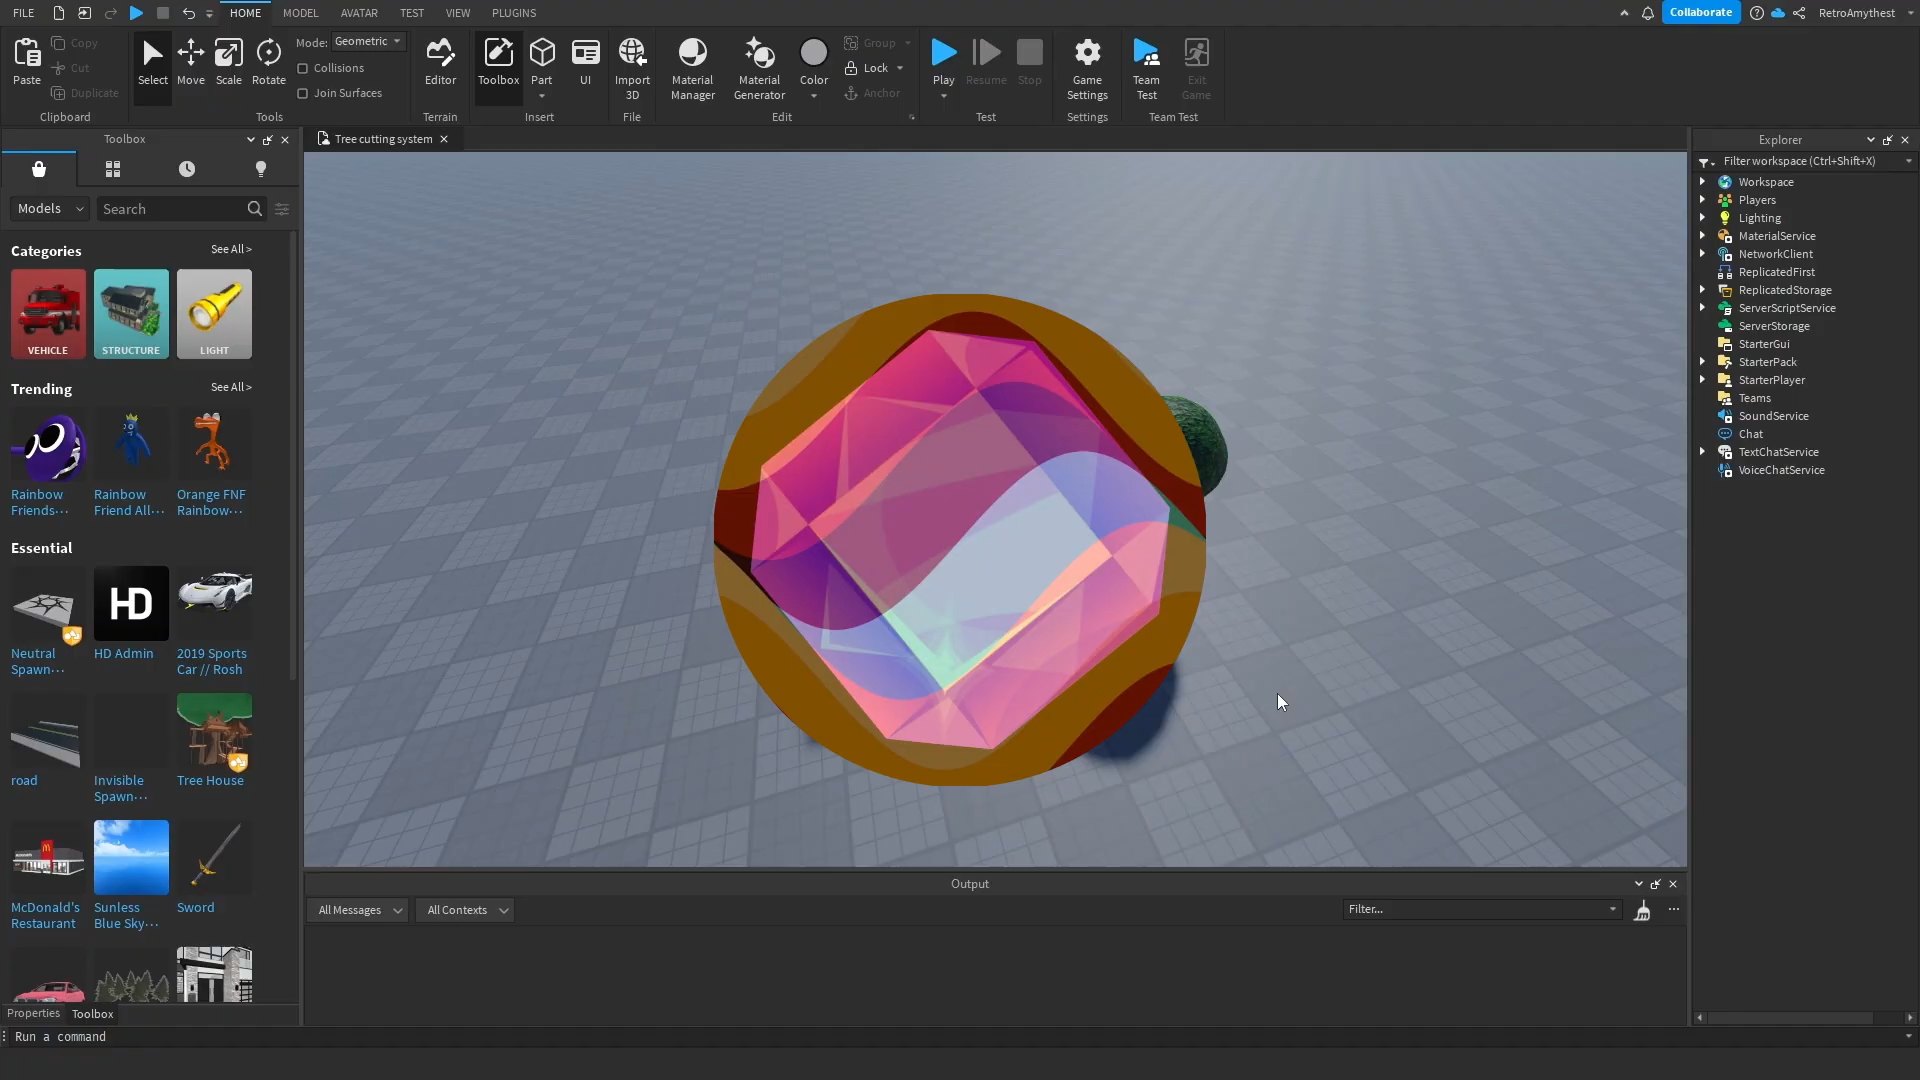 FILE
HOME
MODEL
AVATAR
TEST
VIEW
PLUGINS
Collaborate
RetroAmythest
Paste
Copy
Cut
Duplicate
Clipboard
Select
Move
Scale
Rotate
Mode: Geometric
Collisions
Join Surfaces
Tools
Editor
Terrain
Toolbox
Part
UI
Insert
Import
3D
File
Material
Manager
Material
Generator
Color
Group
Lock
Anchor
Edit
Play
Resume
Stop
Test
Game
Settings
Settings
Team
Test
Exit
Game
Team Test
Toolbox
Models
Search
Categories
See All >
VEHICLE
STRUCTURE
LIGHT
Trending
See All >
Rainbow
Friends...
Rainbow
Friend All...
Orange FNF
Rainbow...
Essential
Neutral
Spawn...
HD
HD Admin
2019 Sports
Car // Rosh
road
Invisible
Spawn...
Tree House
McDonald's
Restaurant
Sunless
Blue Sky...
Sword
Properties
Toolbox
Run a command
Tree cutting system
Output
All Messages
All Contexts
Filter...
Explorer
Filter workspace (Ctrl+Shift+X)
Workspace
Players
Lighting
MaterialService
NetworkClient
ReplicatedFirst
ReplicatedStorage
ServerScriptService
ServerStorage
StarterGui
StarterPack
StarterPlayer
Teams
SoundService
Chat
TextChatService
VoiceChatService